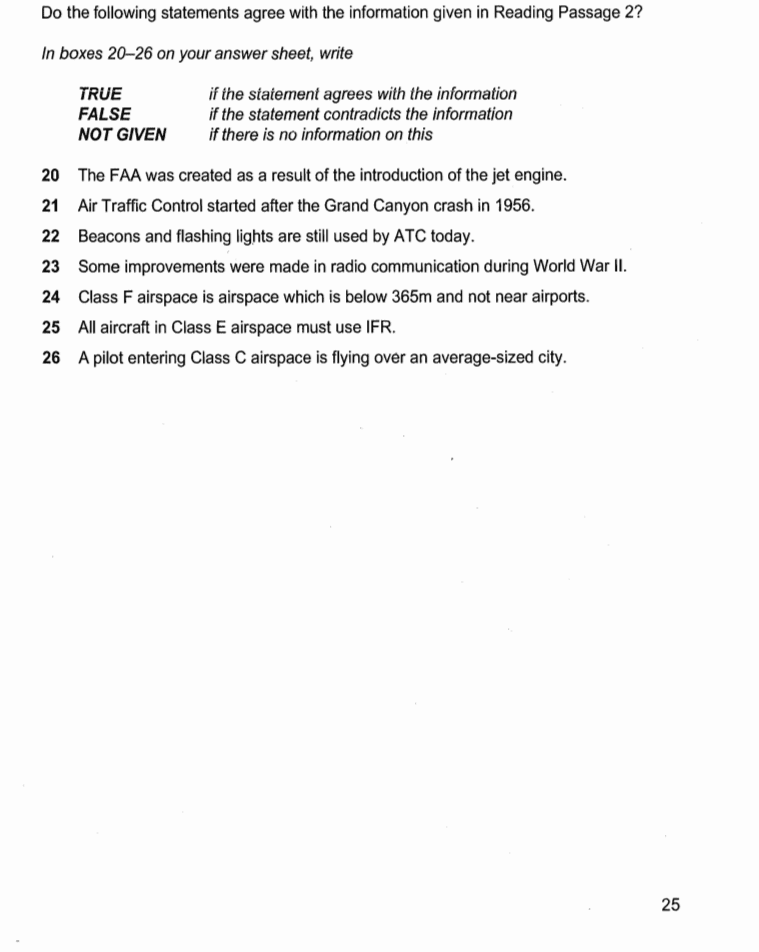 Do the following statements agree with the information given in Reading Passage 2?
In boxes 20–26 on your answer sheet, write
TRUE if the statement agrees with the information
FALSE if the statement contradicts the information
NOT GIVEN if there is no information on this
20 The FAA was created as a result of the introduction of the jet engine.
21 Air Traffic Control started after the Grand Canyon crash in 1956.
22 Beacons and flashing lights are still used by ATC today.
23 Some improvements were made in radio communication during World War II.
24 Class F airspace is airspace which is below 365m and not near airports.
25 All aircraft in Class E airspace must use IFR.
26 A pilot entering Class C airspace is flying over an average-sized city.
25